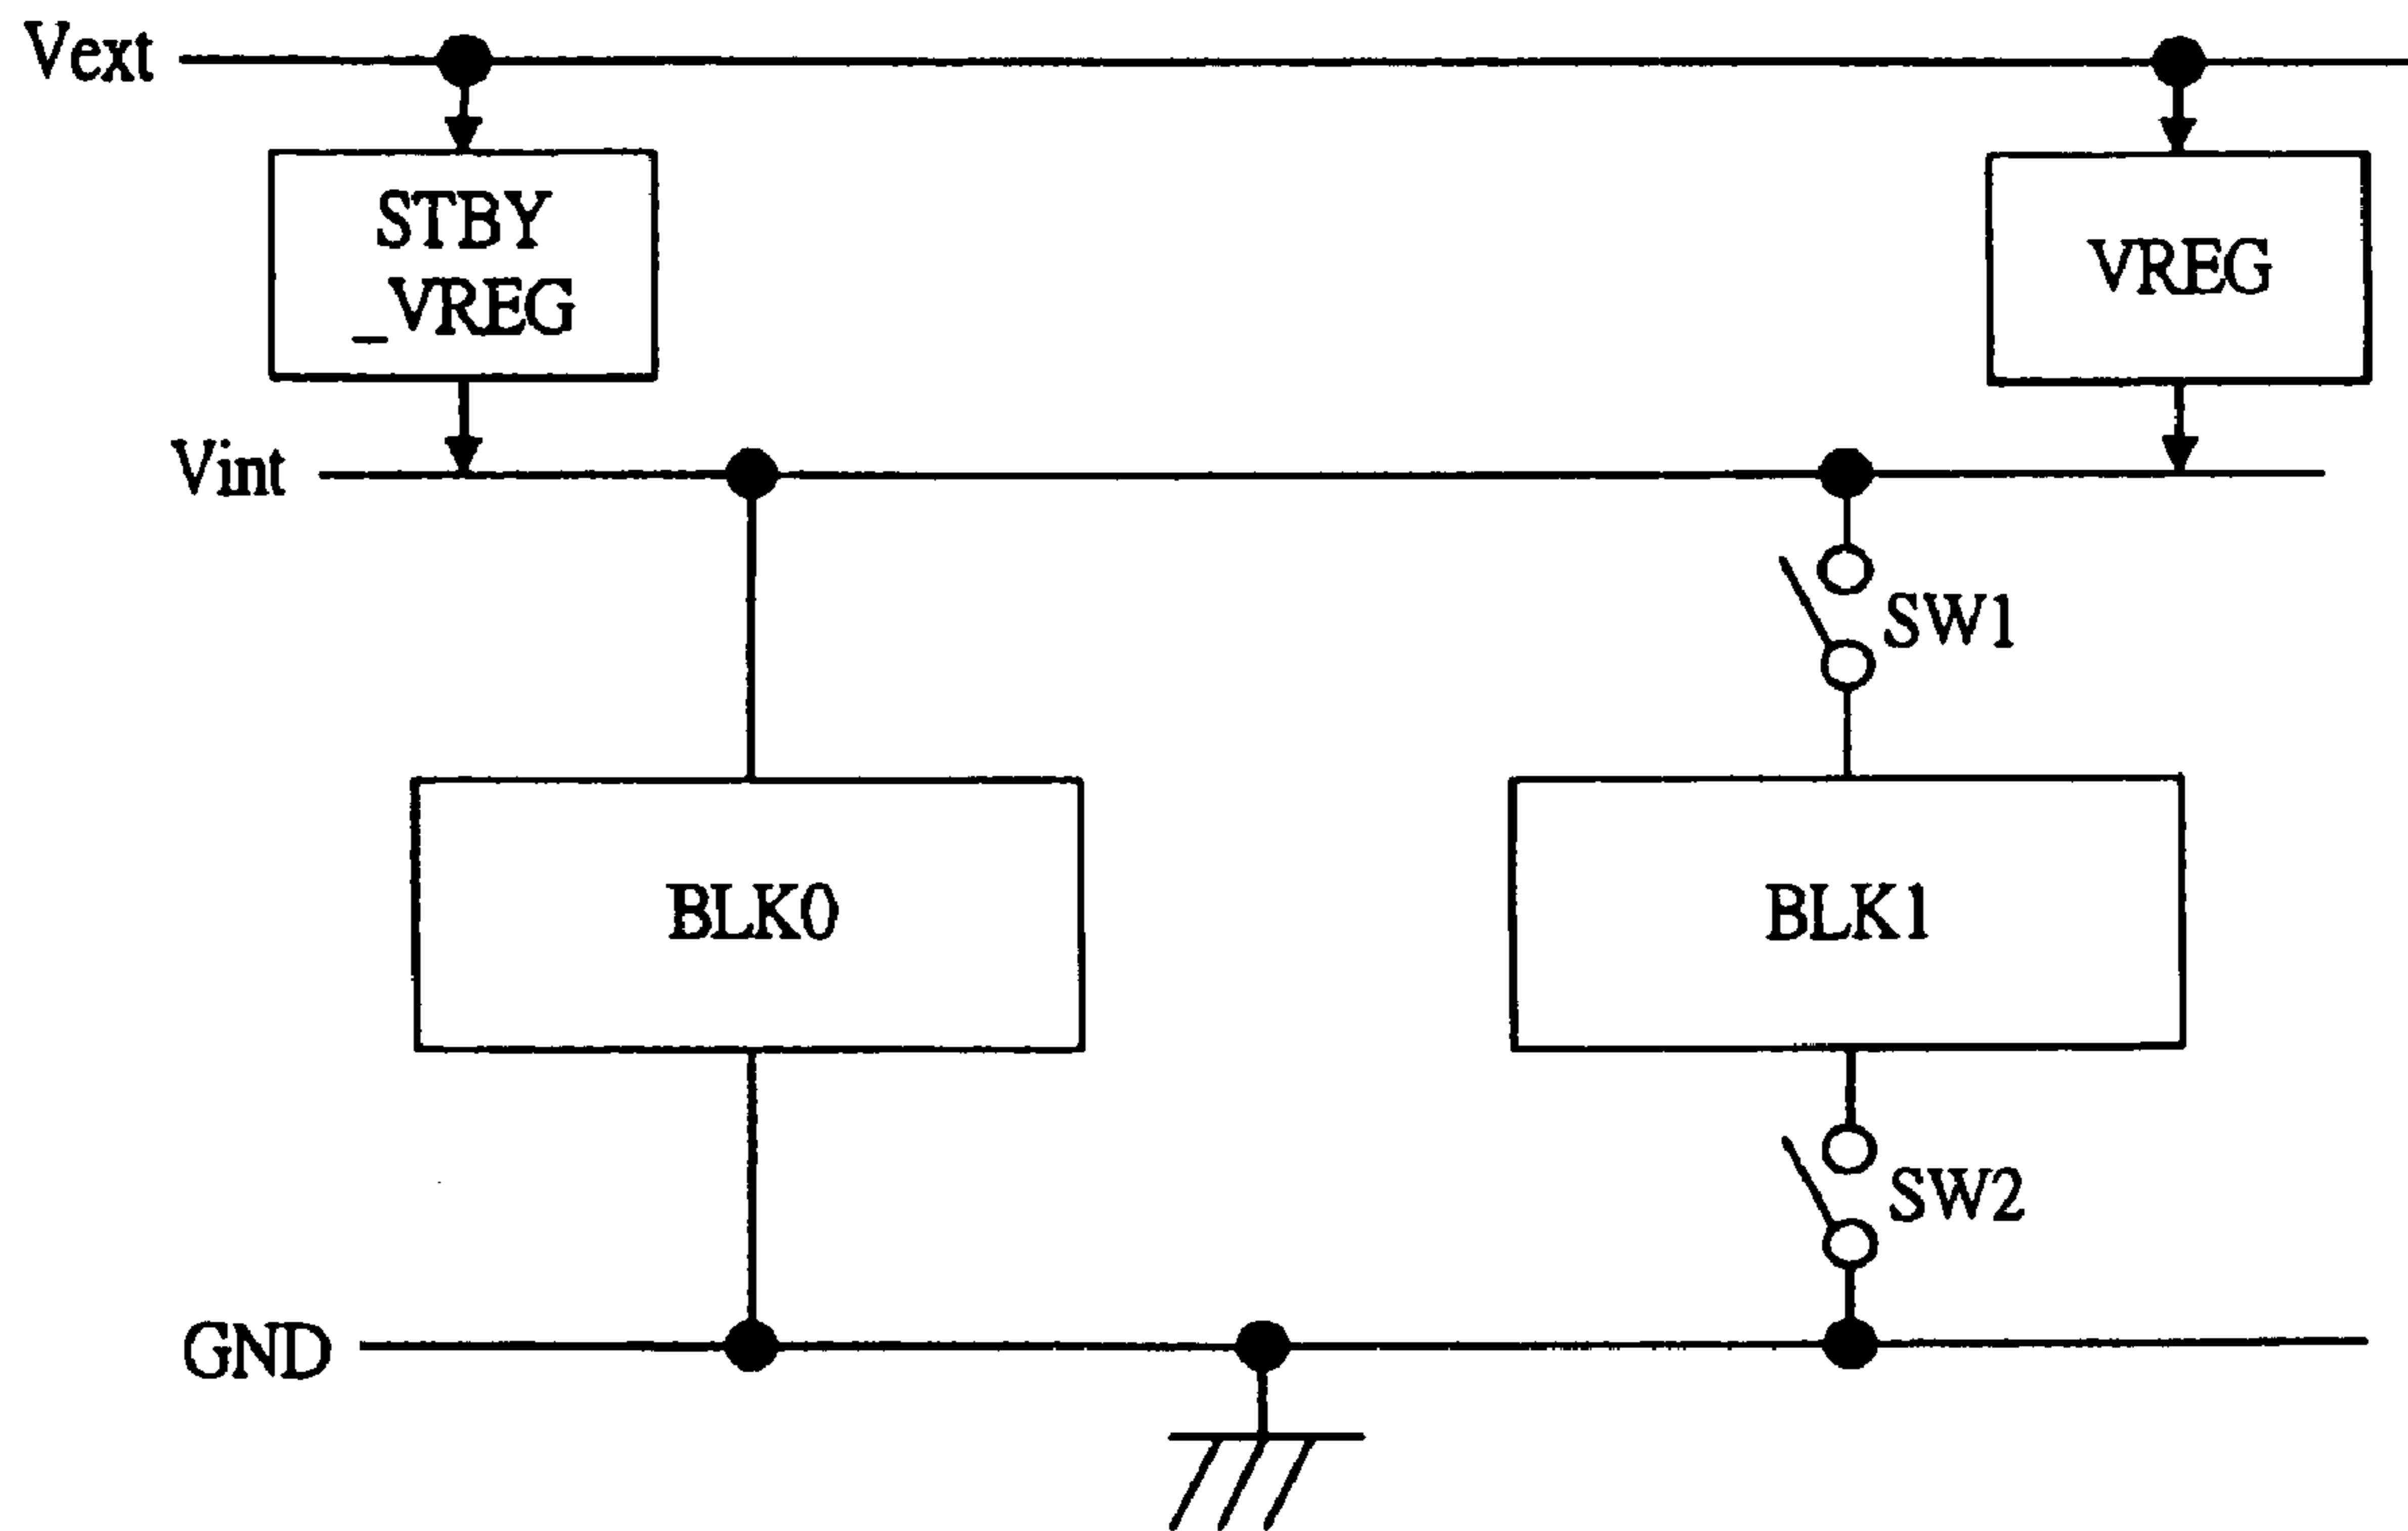 Vext
STBY
_VREG
VREG
Vint
SW1
BLK0
BLK1
SW2
GND